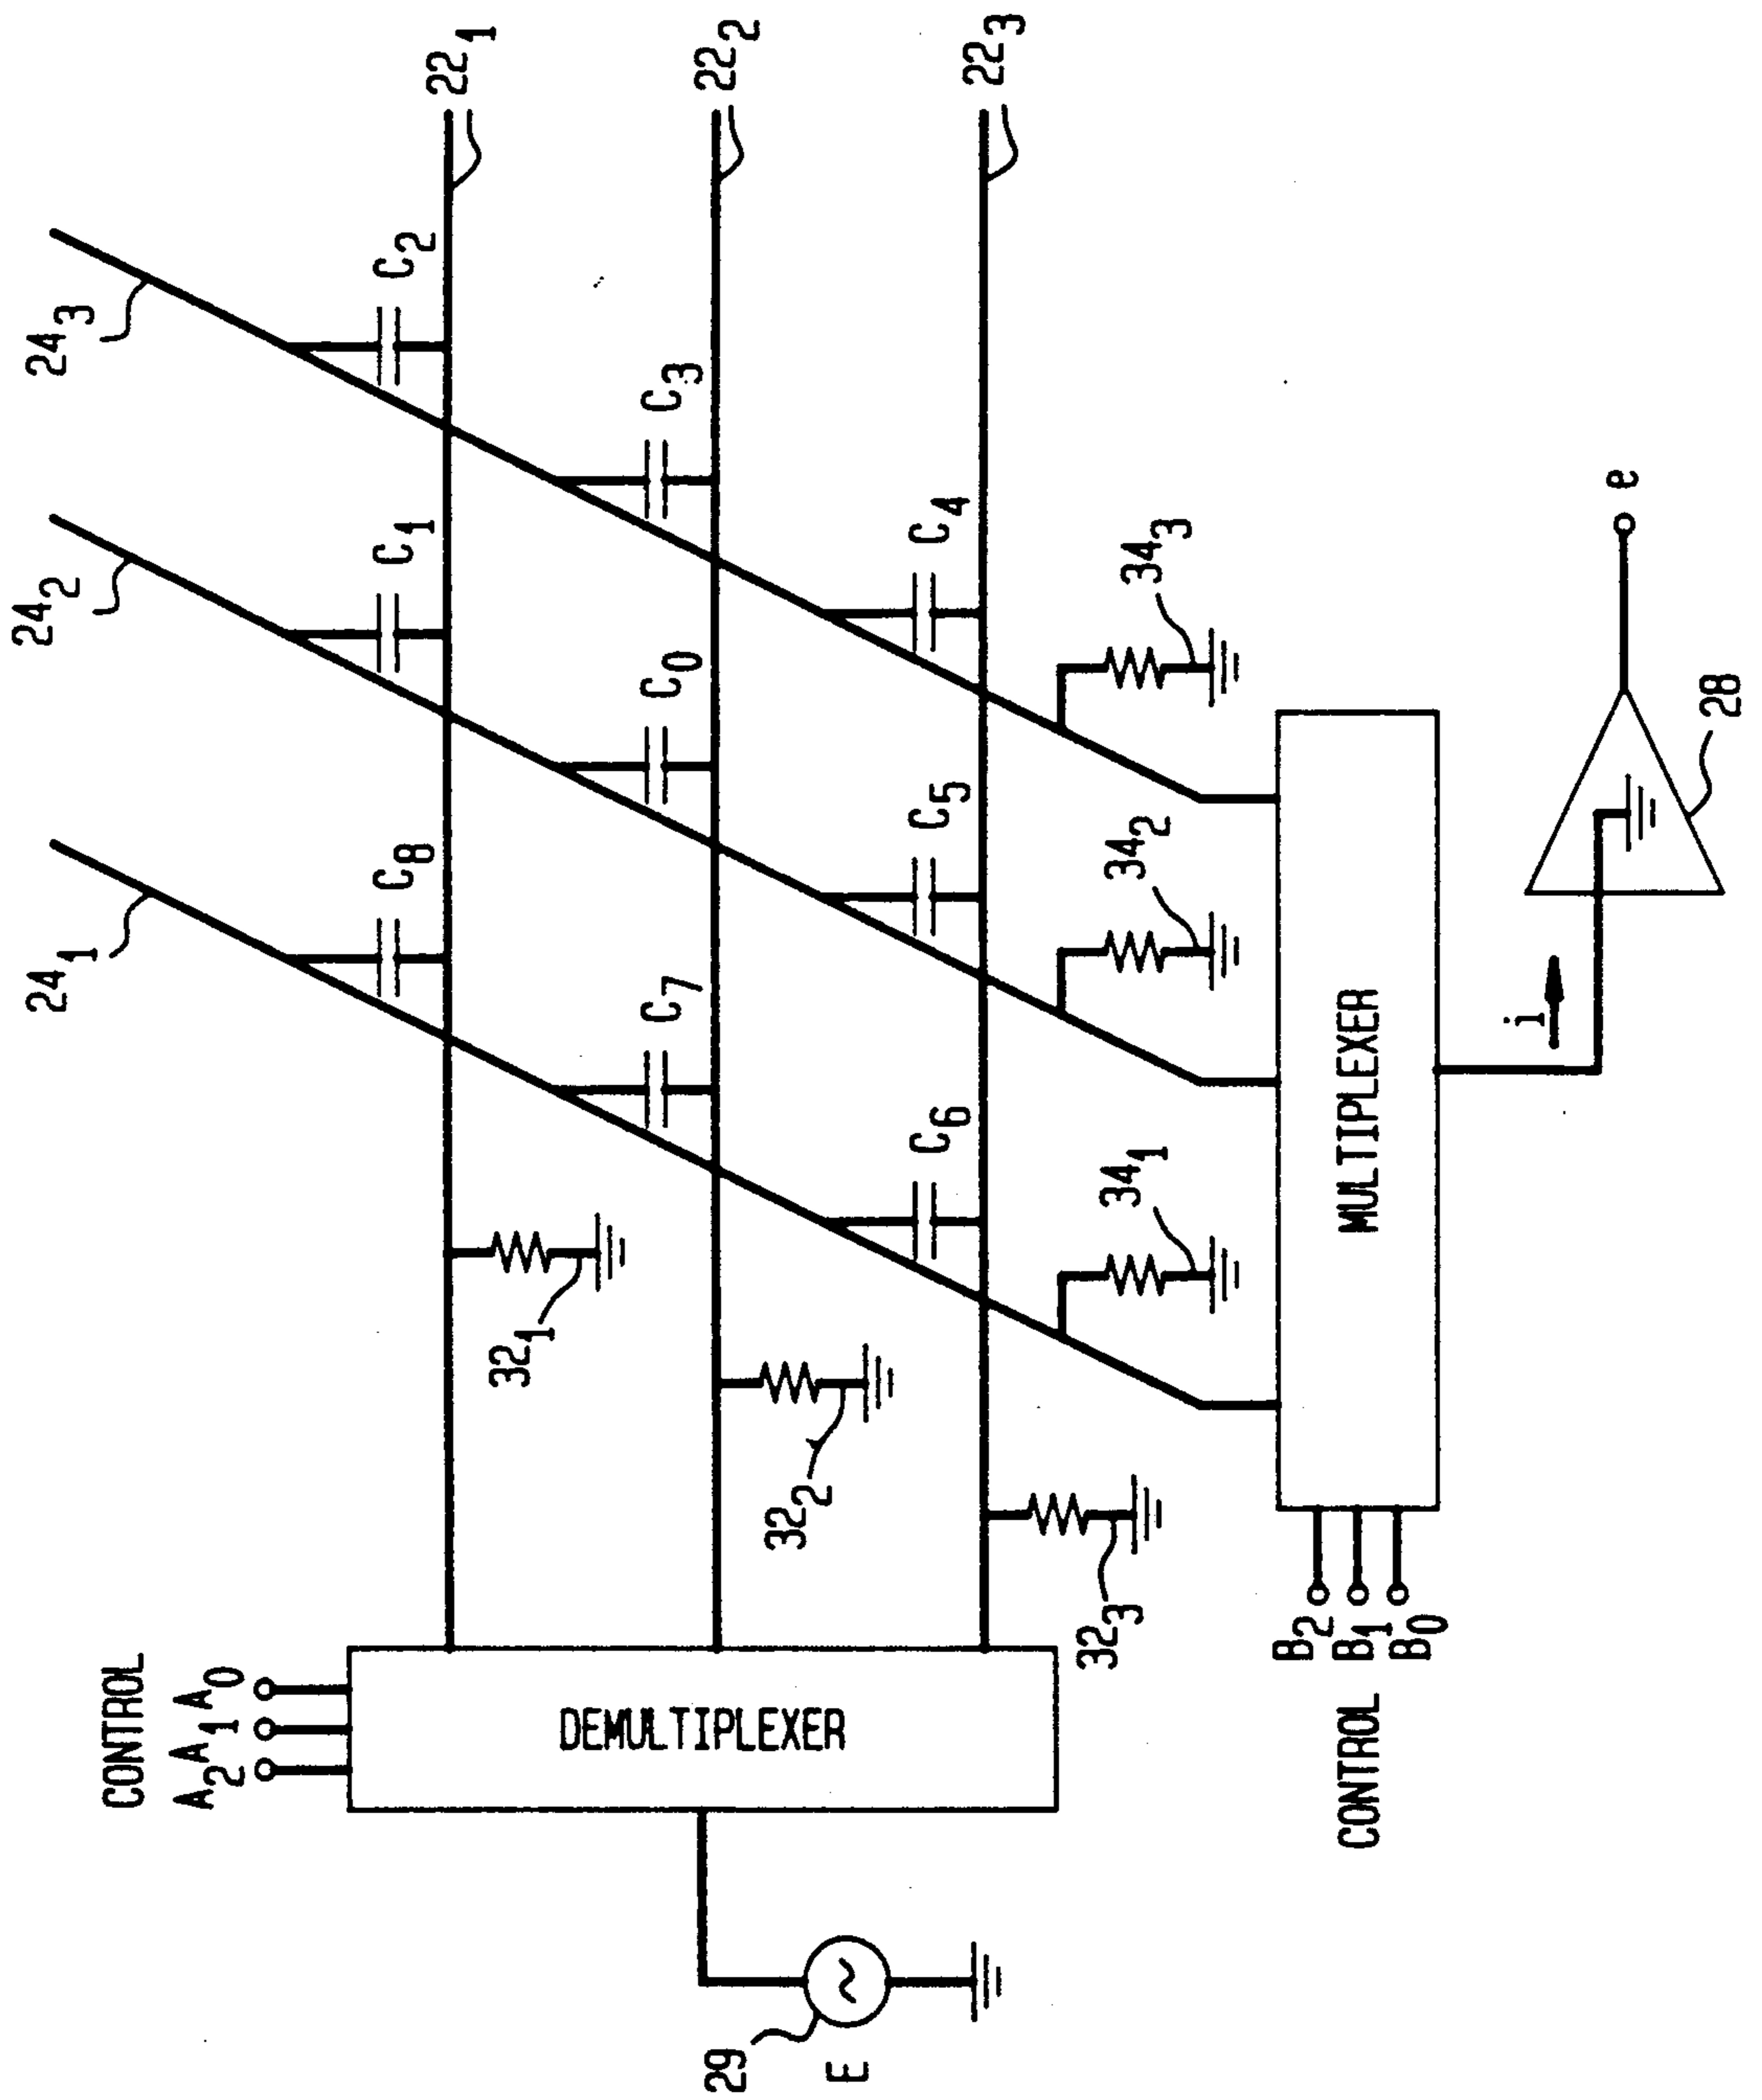 24₁
24₂
24₃
22₁
22₂
22₃
C₈
C₁
C₂
C₇
C₀
C₃
C₆
C₅
C₄
32₁
32₂
32₃
34₁
34₂
34₃
CONTROL
A₂ A₁ A₀
DEMULTIPLEXER
29
E
MULTIPLEXER
B₂
B₁
B₀
CONTROL
i
e
28